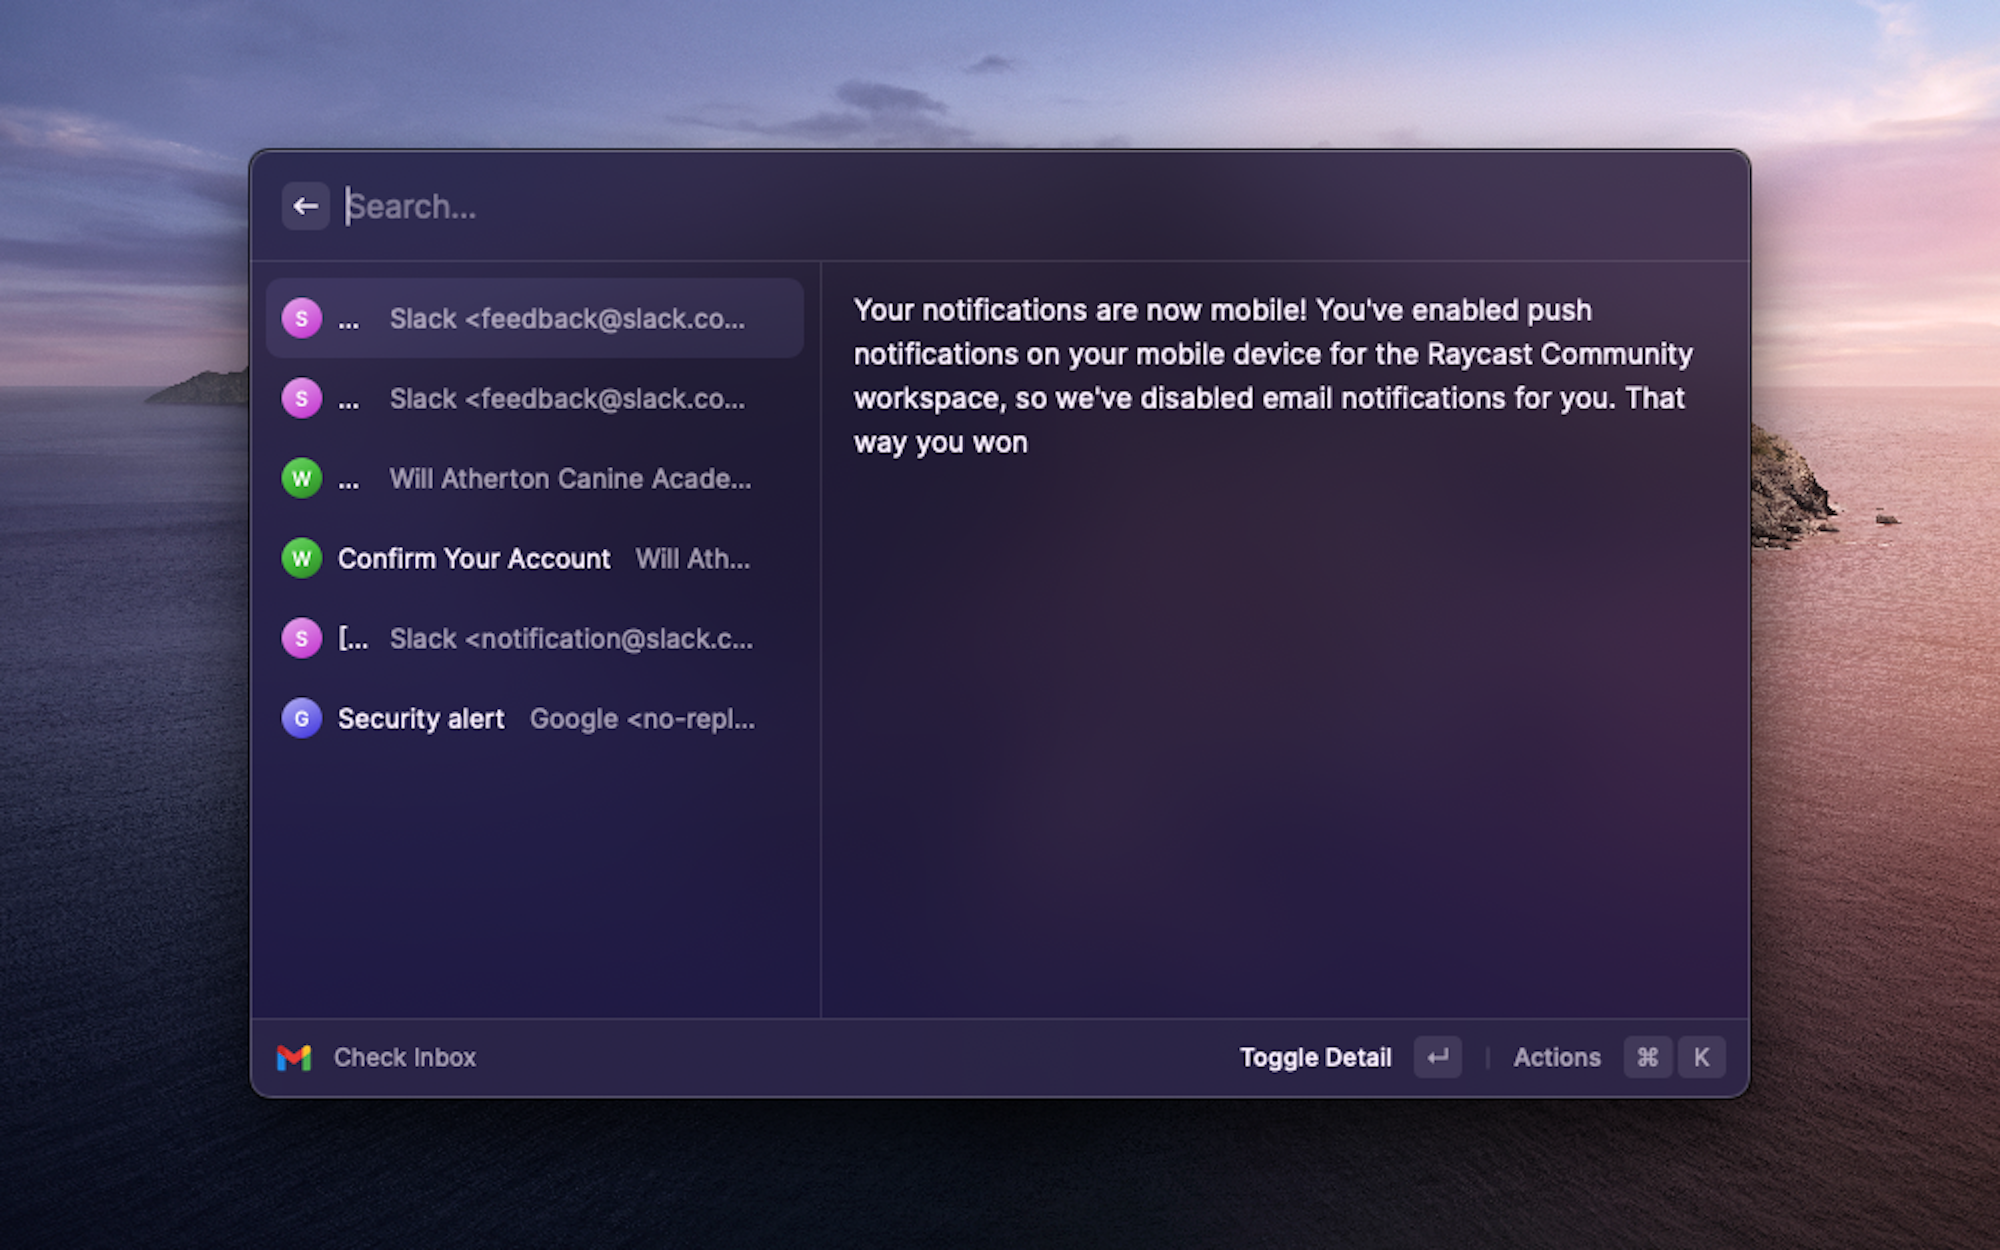 Search...
S ... Slack <feedback@slack.co...
S ... Slack <feedback@slack.co...
W ... Will Atherton Canine Acade...
W Confirm Your Account Will Ath...
S [... Slack <notification@slack.c...
G Security alert Google <no-repl...
Your notifications are now mobile! You've enabled push
notifications on your mobile device for the Raycast Community
workspace, so we've disabled email notifications for you. That
way you won
Check Inbox
Toggle Detail ↵ | Actions ⌘ K